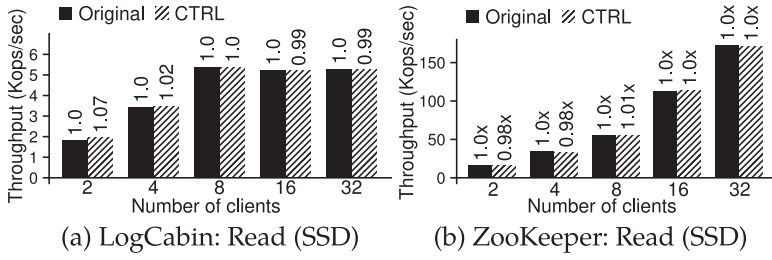 Original CTRL
Throughput (Kops/sec)
6
5
4
3
2
1
0
1.0 1.07 1.0 1.02 1.0 1.0 1.0 0.99 1.0 0.99
2 4 8 16 32
Number of clients
(a) LogCabin: Read (SSD)
Original CTRL
Throughput (Kops/sec)
150
100
50
0
1.0x 0.98x 1.0x 0.98x 1.0x 1.01x 1.0x 1.0x 1.0x 1.0x
2 4 8 16 32
Number of clients
(b) ZooKeeper: Read (SSD)